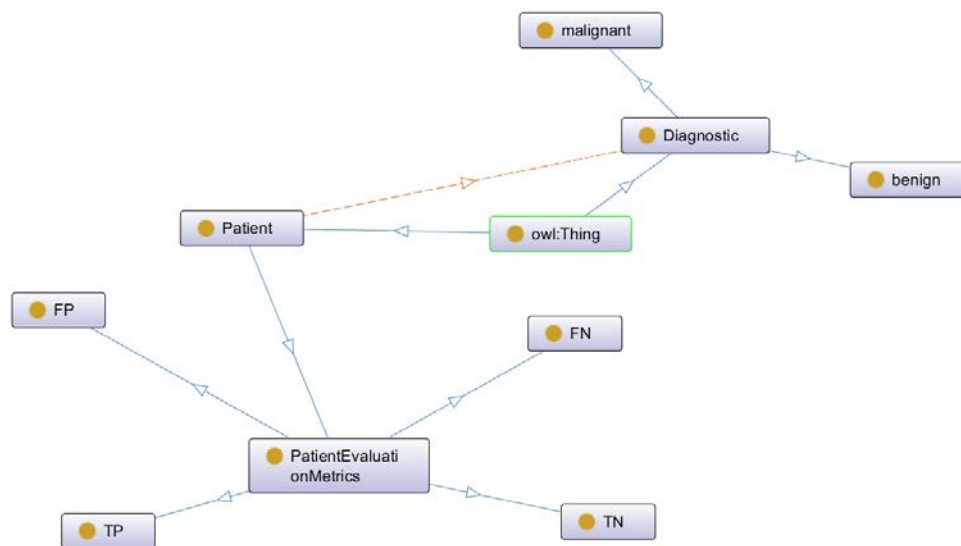 malignant
Diagnostic
benign
Patient
owl:Thing
FP
FN
PatientEvaluati
onMetrics
TP
TN